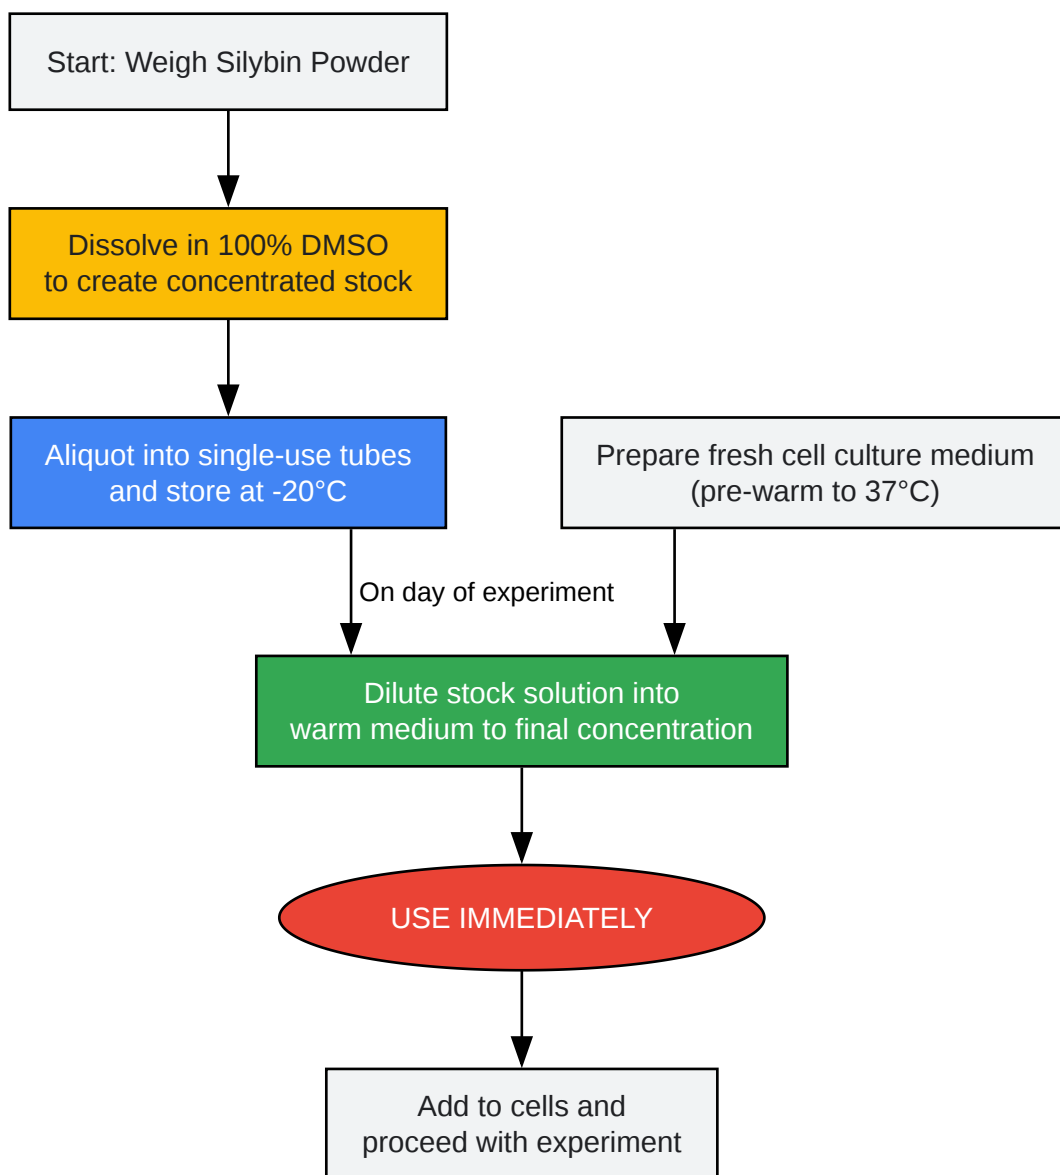 Start: Weigh Silybin Powder
Dissolve in 100% DMSO
to create concentrated stock
Aliquot into single-use tubes
and store at -20°C
Prepare fresh cell culture medium
(pre-warm to 37°C)
On day of experiment
Dilute stock solution into
warm medium to final concentration
USE IMMEDIATELY
Add to cells and
proceed with experiment